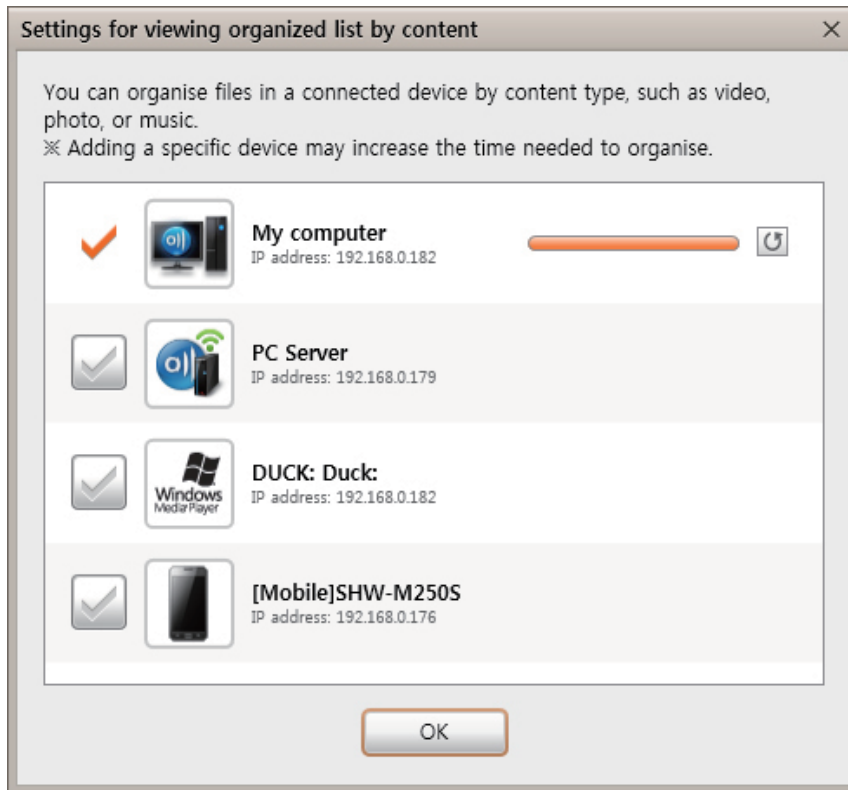 Settings for viewing organized list by content
You can organise files in a connected device by content type, such as video,
photo, or music.
※ Adding a specific device may increase the time needed to organise.
My computer
IP address: 192.168.0.182
PC Server
IP address: 192.168.0.179
Windows
Media Player
DUCK: Duck:
IP address: 192.168.0.182
[Mobile]SHW-M250S
IP address: 192.168.0.176
OK